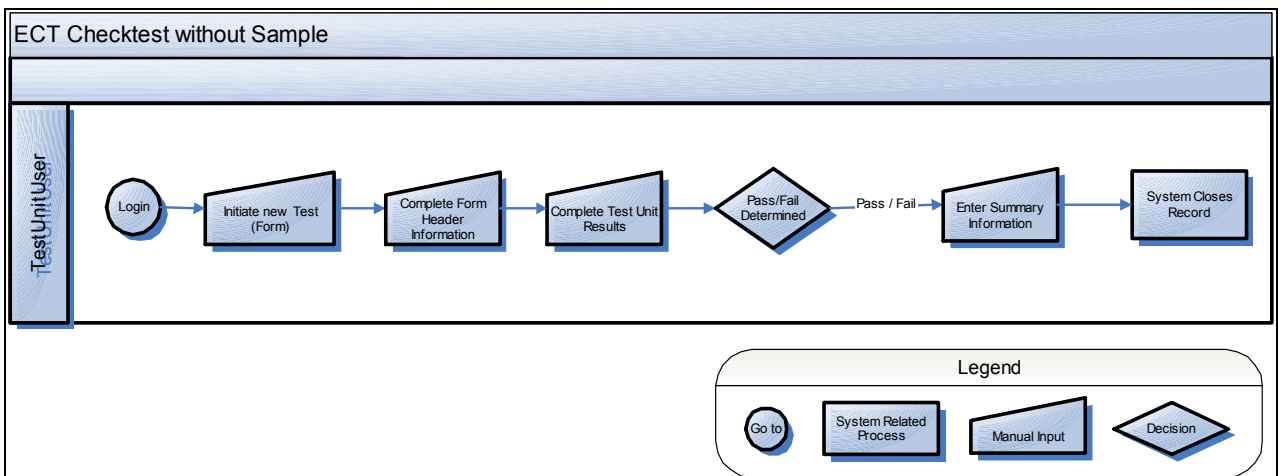 ECT Checktest without Sample
TestUnitUser
Login
Initiate new Test
(Form)
Complete Form
Header
Information
Complete Test Unit
Results
Pass/Fail
Determined
Pass / Fail
Enter Summary
Information
System Closes
Record
Legend
Go to
System Related
Process
Manual Input
Decision